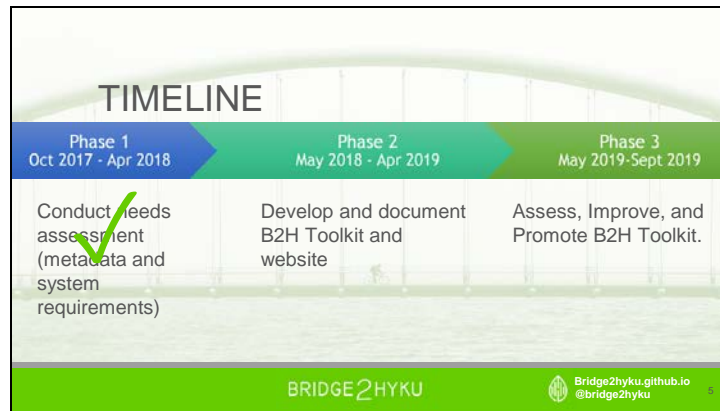 TIMELINE
Phase 1
Oct 2017 - Apr 2018
Phase 2
May 2018 - Apr 2019
Phase 3
May 2019-Sept 2019
Conduct needs
assessment
(metadata and
system
requirements)
Develop and document
B2H Toolkit and
website
Assess, Improve, and
Promote B2H Toolkit.
BRIDGE2HYKU
Bridge2hyku.github.io
@bridge2hyku
5